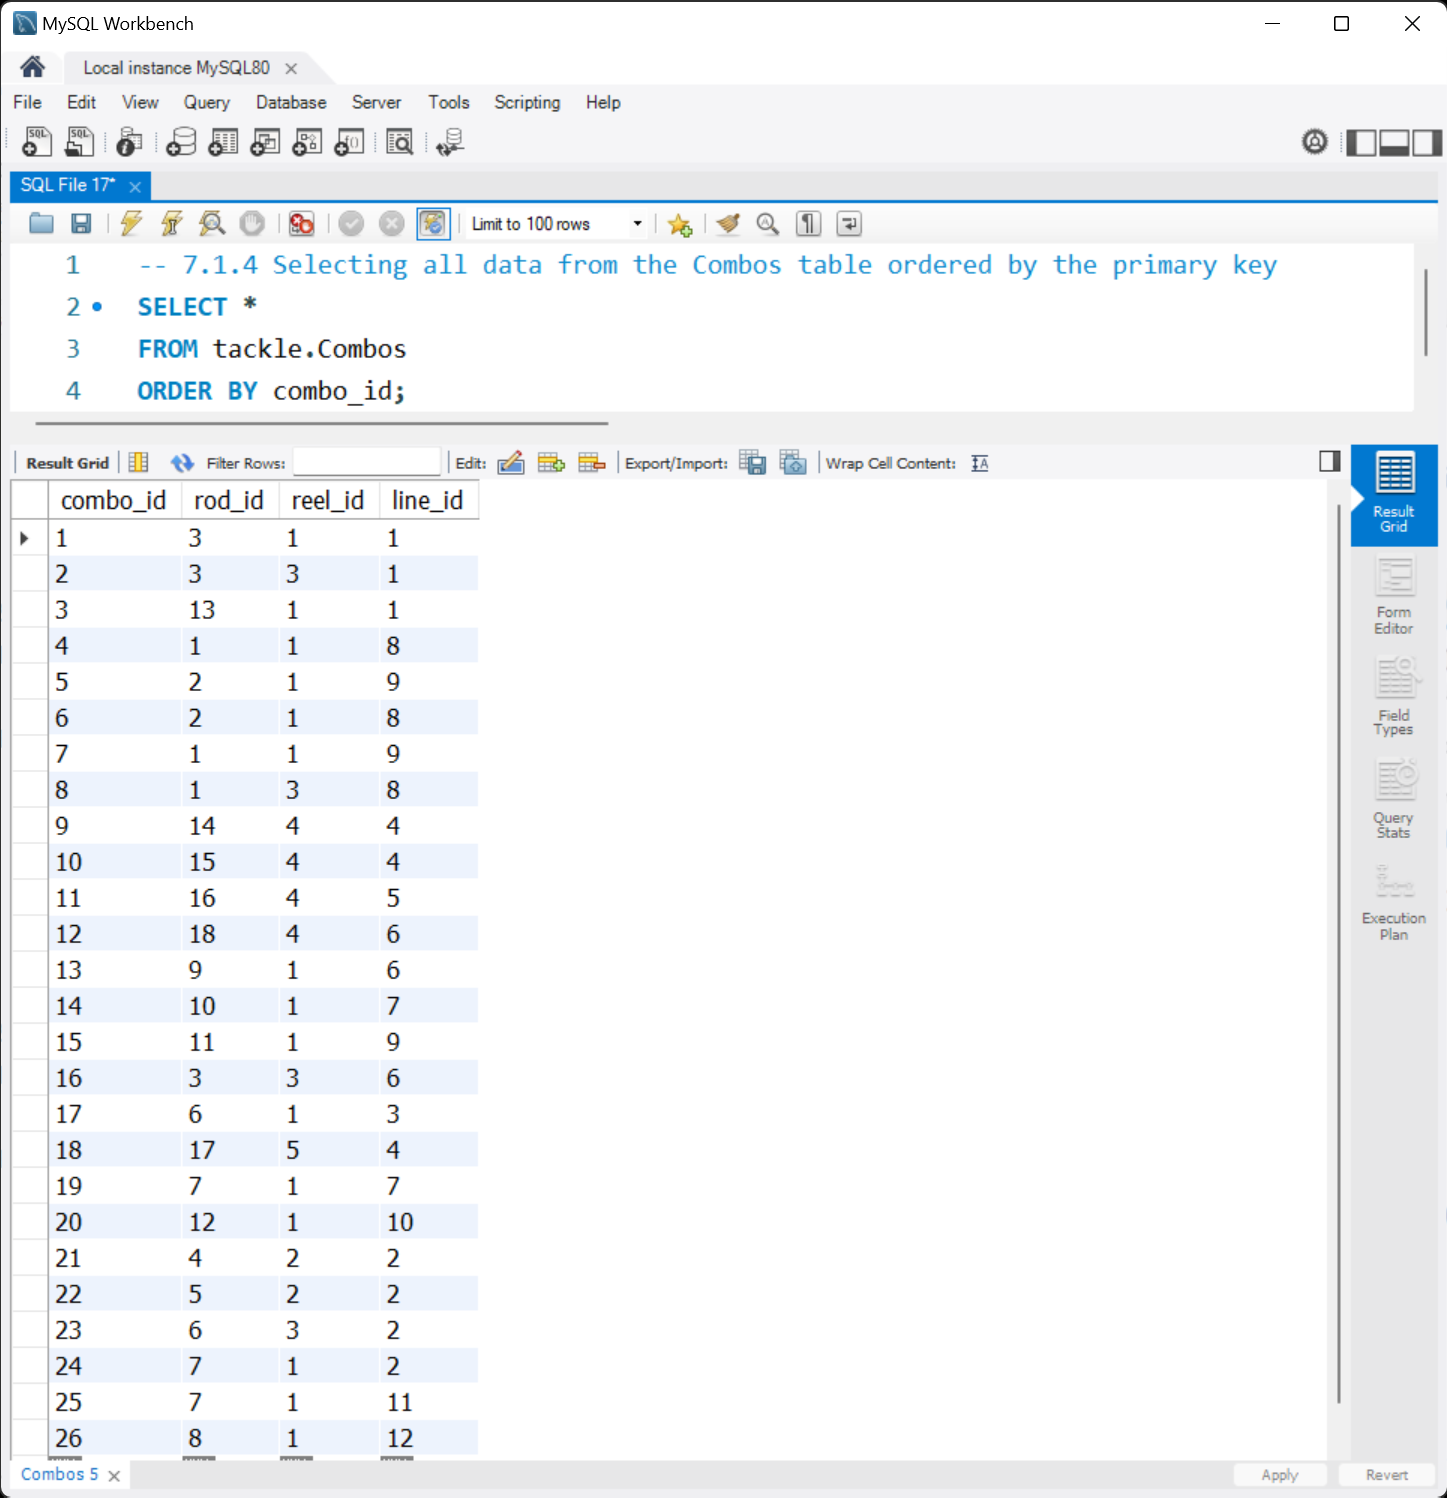 MySQL Workbench
Local instance MySQL80
File Edit View Query Database Server Tools Scripting Help
SQL File 17*
Limit to 100 rows
1 -- 7.1.4 Selecting all data from the Combos table ordered by the primary key
2 SELECT *
3 FROM tackle.Combos
4 ORDER BY combo_id;
Result Grid Filter Rows: Edit: Export/Import: Wrap Cell Content:
combo_id rod_id reel_id line_id
1 3 1 1
2 3 3 1
3 13 1 1
4 1 1 8
5 2 1 9
6 2 1 8
7 1 1 9
8 1 3 8
9 14 4 4
10 15 4 4
11 16 4 5
12 18 4 6
13 9 1 6
14 10 1 7
15 11 1 9
16 3 3 6
17 6 1 3
18 17 5 4
19 7 1 7
20 12 1 10
21 4 2 2
22 5 2 2
23 6 3 2
24 7 1 2
25 7 1 11
26 8 1 12
Result
Grid
Form
Editor
Field
Types
Query
Stats
Execution
Plan
Combos 5
Apply Revert